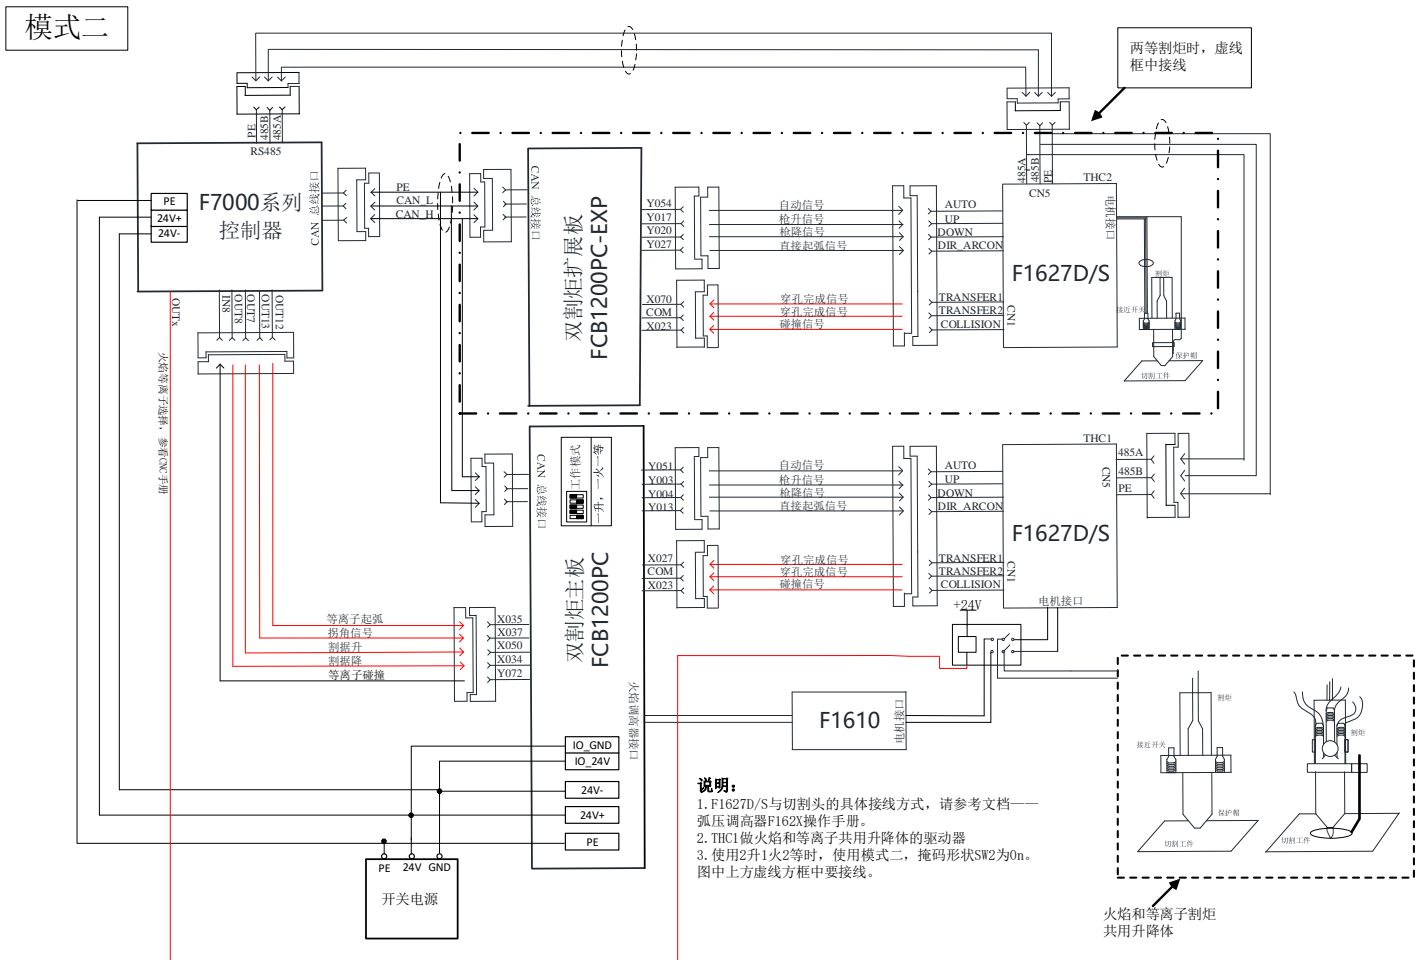 模式二
两等割炬时，虚线
框中接线
PE
485B
485A
RS485
F7000系列
控制器
CAN 总线接口
PE
24V+
24V-
OUTx
IN8
OUT8
OUT7
OUT13
OUT12
火焰等离子选择，参看CNC手册
PE
CAN_L
CAN_H
CAN 总线接口
双割炬扩展板
FCB1200PC-EXP
Y054
Y017
Y020
Y027
X070
COM
X023
自动信号
枪升信号
枪降信号
直接起弧信号
穿孔完成信号
穿孔完成信号
碰撞信号
AUTO
UP
DOWN
DIR_ARCON
TRANSFER1
TRANSFER2
COLLISION
485A
485B
PE
CN5
THC2
电机接口
F1627D/S
CN1
割炬
接近开关
保护帽
切割工件
CAN 总线接口
工作模式
一升，一火一等
双割炬主板
FCB1200PC
Y051
Y003
Y004
Y013
X027
COM
X023
自动信号
枪升信号
枪降信号
直接起弧信号
穿孔完成信号
穿孔完成信号
碰撞信号
AUTO
UP
DOWN
DIR_ARCON
TRANSFER1
TRANSFER2
COLLISION
THC1
CN5
F1627D/S
CN1
电机接口
485A
485B
PE
+24V
等离子起弧
拐角信号
割据升
割据降
等离子碰撞
X035
X037
X050
X034
Y072
火焰调高器接口
F1610
电机接口
IO_GND
IO_24V
24V-
24V+
PE
PE
24V
GND
开关电源
说明：
1.F1627D/S与切割头的具体接线方式，请参考文档——
弧压调高器F162X操作手册。
2.THC1做火焰和等离子共用升降体的驱动器
3.使用2升1火2等时，使用模式二，掩码形状SW2为On。
图中上方虚线方框中要接线。
割炬
接近开关
保护帽
切割工件
割炬
切割工件
火焰和等离子割炬
共用升降体